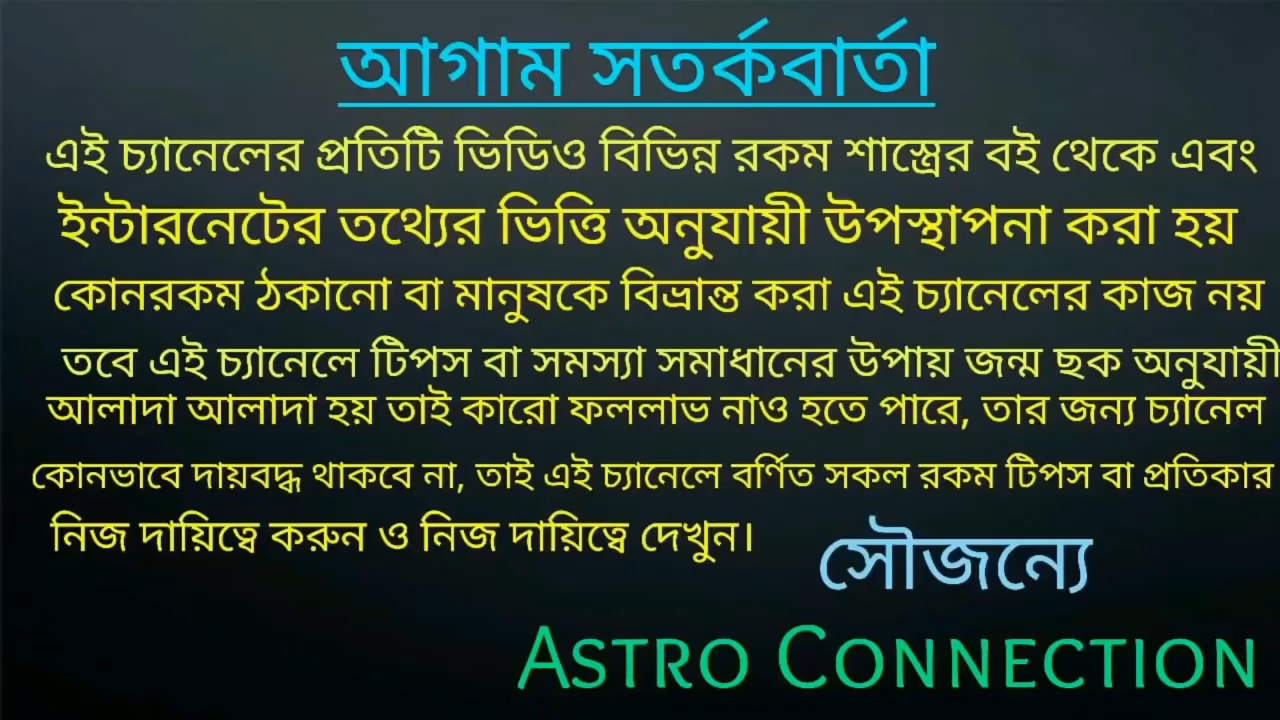 আগাম সতর্কবার্তা
এই চ্যানেলের প্রতিটি ভিডিও বিভিন্ন রকম শাস্ত্রের বই থেকে এবং
ইন্টারনেটের তথ্যের ভিত্তি অনুযায়ী উপস্থাপনা করা হয়
কোনরকম ঠকানো বা মানুষকে বিভ্রান্ত করা এই চ্যানেলের কাজ নয়
তবে এই চ্যানেলে টিপস বা সমস্যা সমাধানের উপায় জন্ম ছক অনুযায়ী
আলাদা আলাদা হয় তাই কারো ফললাভ নাও হতে পারে, তার জন্য চ্যানেল
কোনভাবে দায়বদ্ধ থাকবে না, তাই এই চ্যানেলে বর্ণিত সকল রকম টিপস বা প্রতিকার
নিজ দায়িত্বে করুন ও নিজ দায়িত্বে দেখুন।
সৌজন্যে
ASTRO CONNECTION